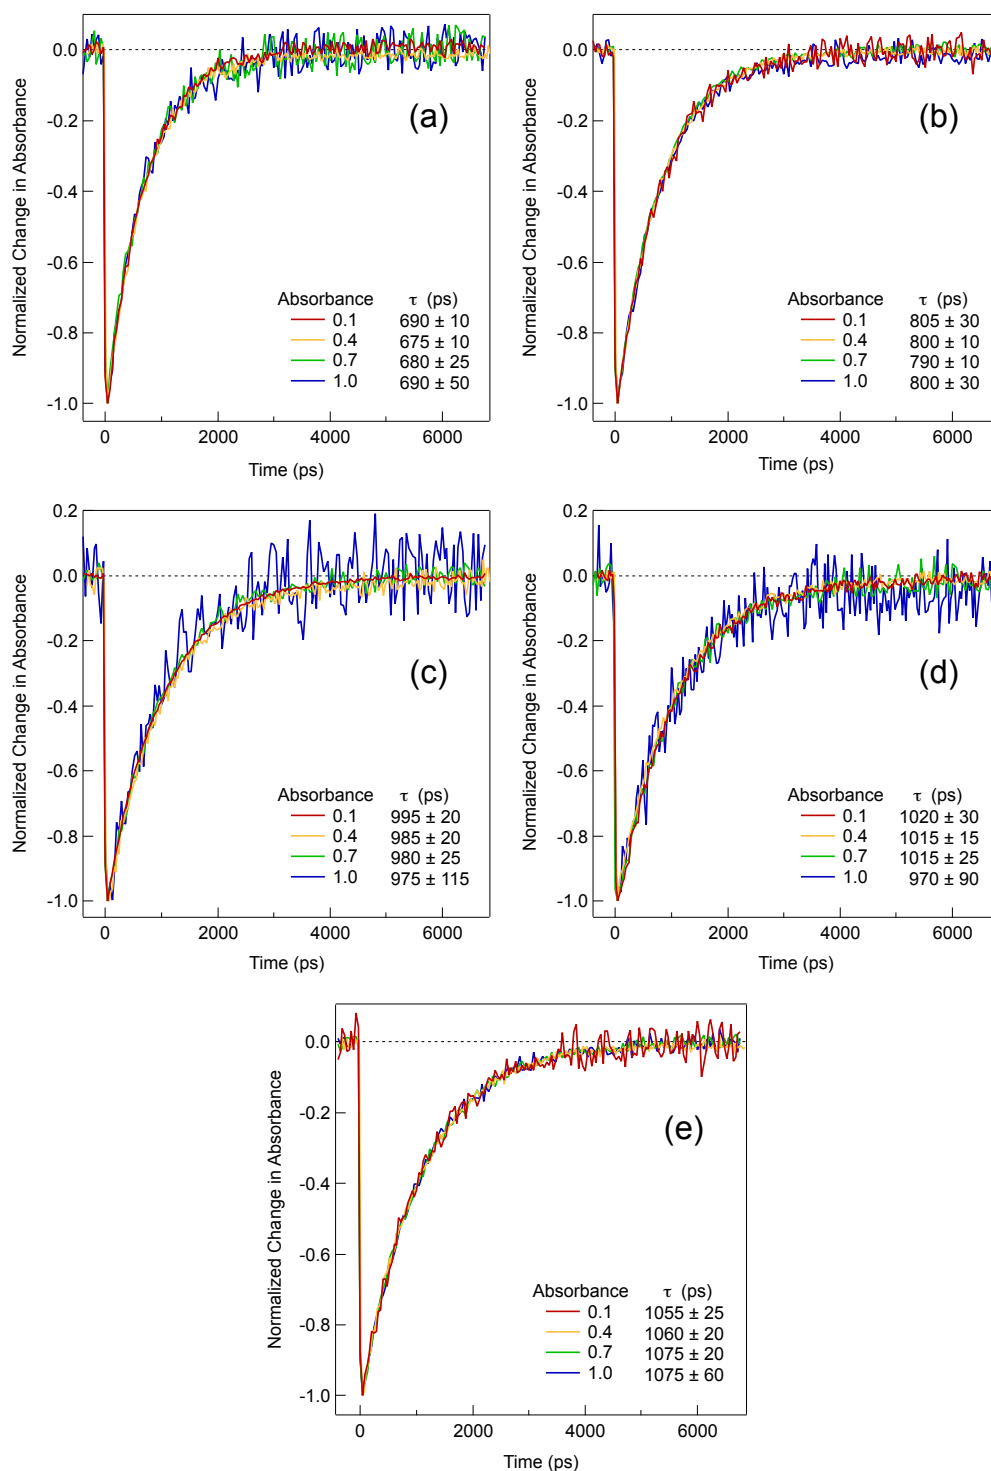 Normalized Change in Absorbance
0.0
-0.2
-0.4
-0.6
-0.8
-1.0
(a)
Absorbance τ (ps)
0.1 690 ± 10
0.4 675 ± 10
0.7 680 ± 25
1.0 690 ± 50
0 2000 4000 6000
Time (ps)
Normalized Change in Absorbance
0.0
-0.2
-0.4
-0.6
-0.8
-1.0
(b)
Absorbance τ (ps)
0.1 805 ± 30
0.4 800 ± 10
0.7 790 ± 10
1.0 800 ± 30
0 2000 4000 6000
Time (ps)
Normalized Change in Absorbance
0.2
0.0
-0.2
-0.4
-0.6
-0.8
-1.0
(c)
Absorbance τ (ps)
0.1 995 ± 20
0.4 985 ± 20
0.7 980 ± 25
1.0 975 ± 115
0 2000 4000 6000
Time (ps)
Normalized Change in Absorbance
0.2
0.0
-0.2
-0.4
-0.6
-0.8
-1.0
(d)
Absorbance τ (ps)
0.1 1020 ± 30
0.4 1015 ± 15
0.7 1015 ± 25
1.0 970 ± 90
0 2000 4000 6000
Time (ps)
Normalized Change in Absorbance
0.0
-0.2
-0.4
-0.6
-0.8
-1.0
(e)
Absorbance τ (ps)
0.1 1055 ± 25
0.4 1060 ± 20
0.7 1075 ± 20
1.0 1075 ± 60
0 2000 4000 6000
Time (ps)